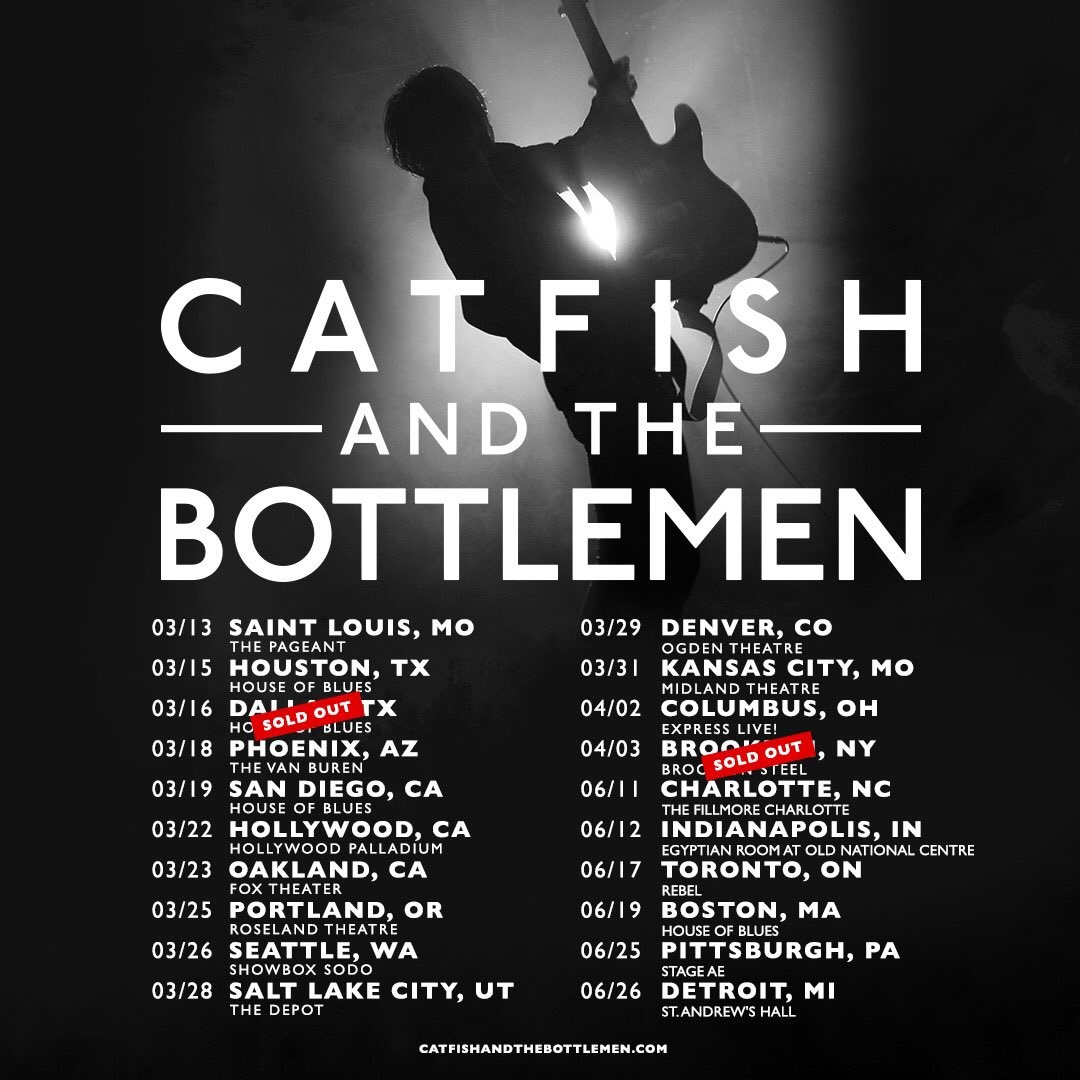 CATFISH
AND THE
BOTTLEMEN
03/13 SAINT LOUIS, MO
THE PAGEANT
03/15 HOUSTON, TX
HOUSE OF BLUES
03/16 TX
SOLD OUT
BLUES
03/18 PHOENIX, AZ
THE VAN BUREN
03/19 SAN DIEGO, CA
HOUSE OF BLUES
03/22 HOLLYWOOD, CA
HOLLYWOOD PALLADIUM
03/23 OAKLAND, CA
FOX THEATER
03/25 PORTLAND, OR
ROSELAND THEATRE
03/26 SEATTLE, WA
SHOWBOX SODO
03/28 SALT LAKE CITY, UT
THE DEPOT
03/29 DENVER, CO
OGDEN THEATRE
03/31 KANSAS CITY, MO
MIDLAND THEATRE
04/02 COLUMBUS, OH
EXPRESS LIVE!
04/03 , NY
SOLD OUT
STEEL
06/11 CHARLOTTE, NC
THE FILLMORE CHARLOTTE
06/12 INDIANAPOLIS, IN
EGYPTIAN ROOM AT OLD NATIONAL CENTRE
06/17 TORONTO, ON
REBEL
06/19 BOSTON, MA
HOUSE OF BLUES
06/25 PITTSBURGH, PA
STAGE AE
06/26 DETROIT, MI
ST. ANDREW'S HALL
CATFISHANDTHEBOTTLEMEN.COM